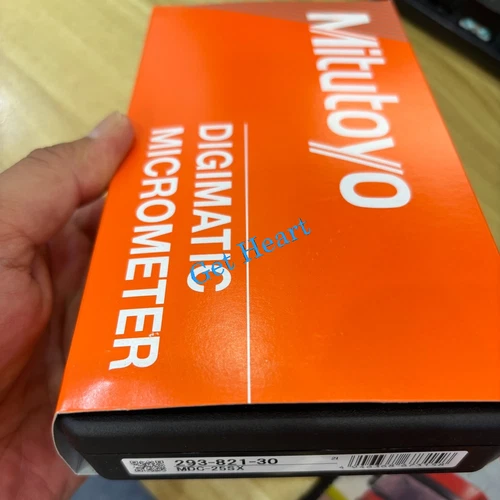 Mitutoyo
DIGIMATIC
MICROMETER
Get Heart
293-821-30
MDC-25SX